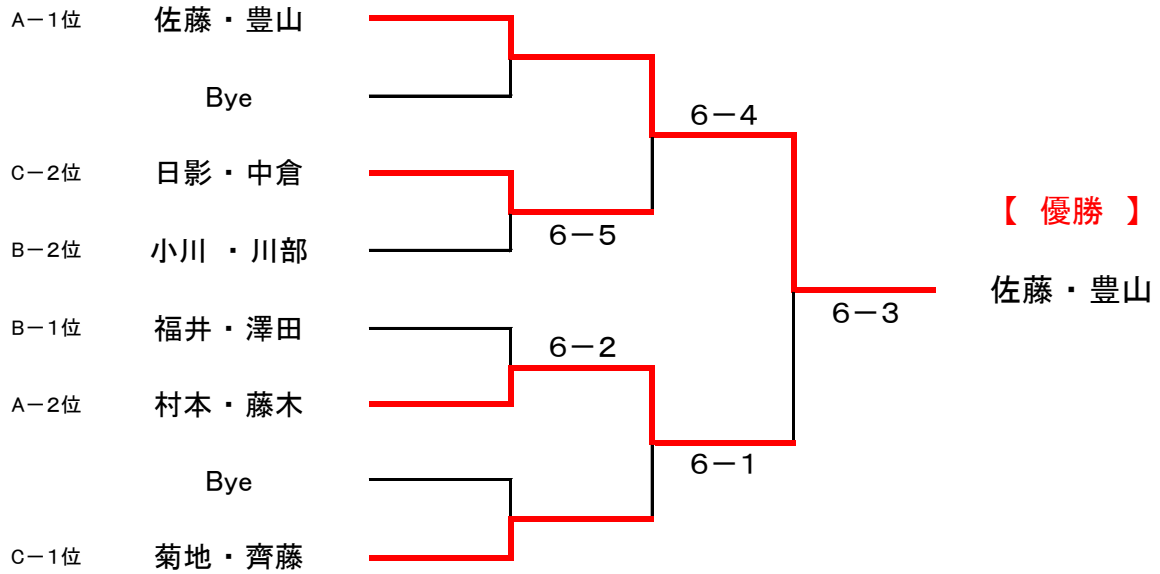 A－1位 佐藤・豊山
Bye
6－4
C－2位 日影・中倉
【 優勝 】
6－5
B－2位 小川 ・川部
佐藤・豊山
6－3
B－1位 福井・澤田
6－2
A－2位 村本・藤木
6－1
Bye
C－1位 菊地・齊藤